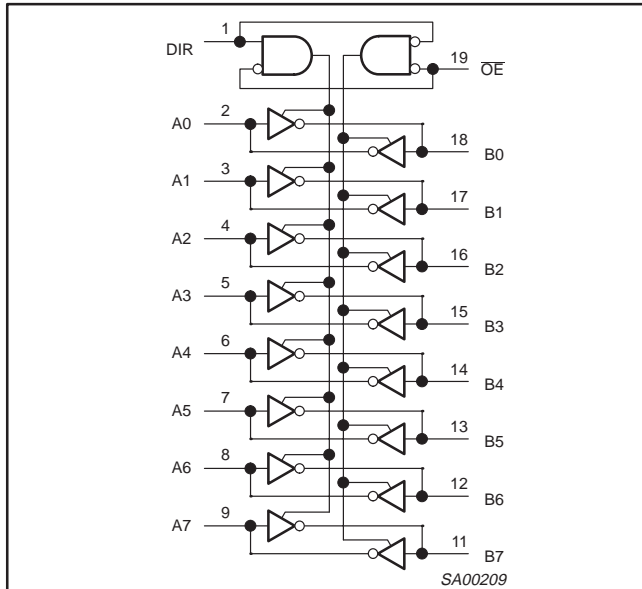 1
DIR
19 O̅E̅
A0 2
18 B0
A1 3
17 B1
A2 4
16 B2
A3 5
15 B3
A4 6
14 B4
A5 7
13 B5
A6 8
12 B6
A7 9
11 B7
SA00209